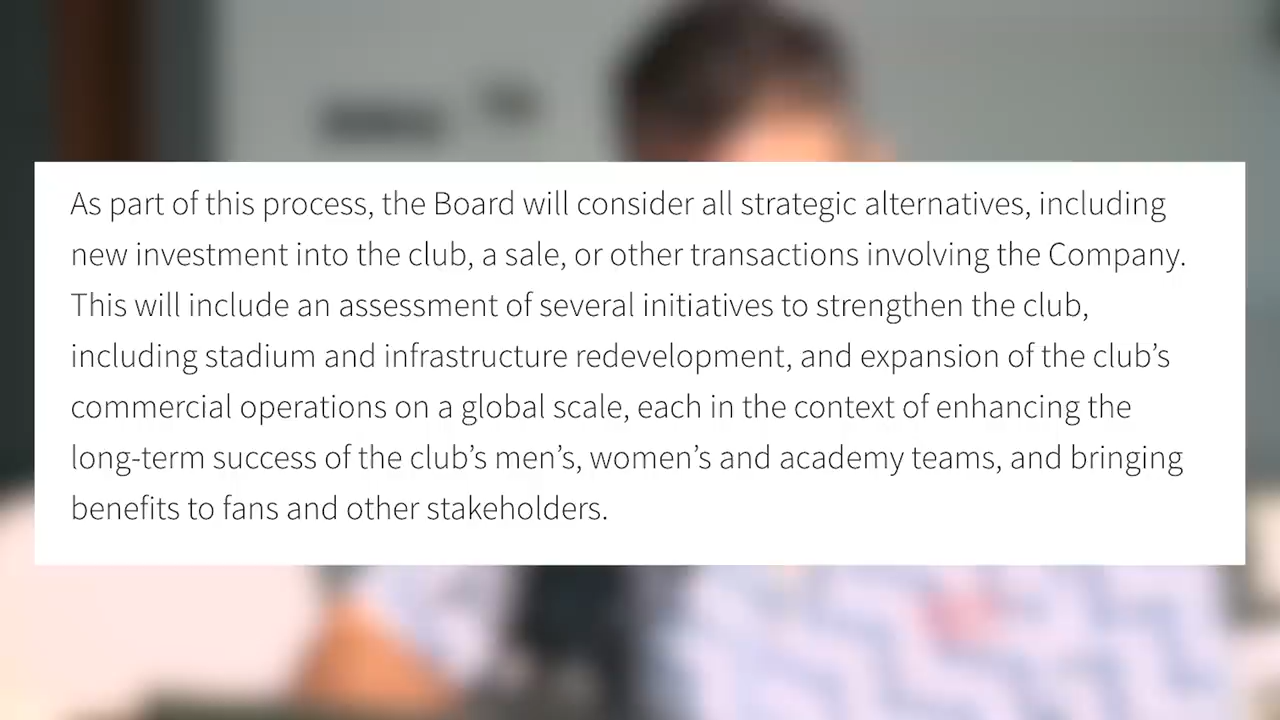 As part of this process, the Board will consider all strategic alternatives, including
new investment into the club, a sale, or other transactions involving the Company.
This will include an assessment of several initiatives to strengthen the club,
including stadium and infrastructure redevelopment, and expansion of the club’s
commercial operations on a global scale, each in the context of enhancing the
long-term success of the club’s men’s, women’s and academy teams, and bringing
benefits to fans and other stakeholders.